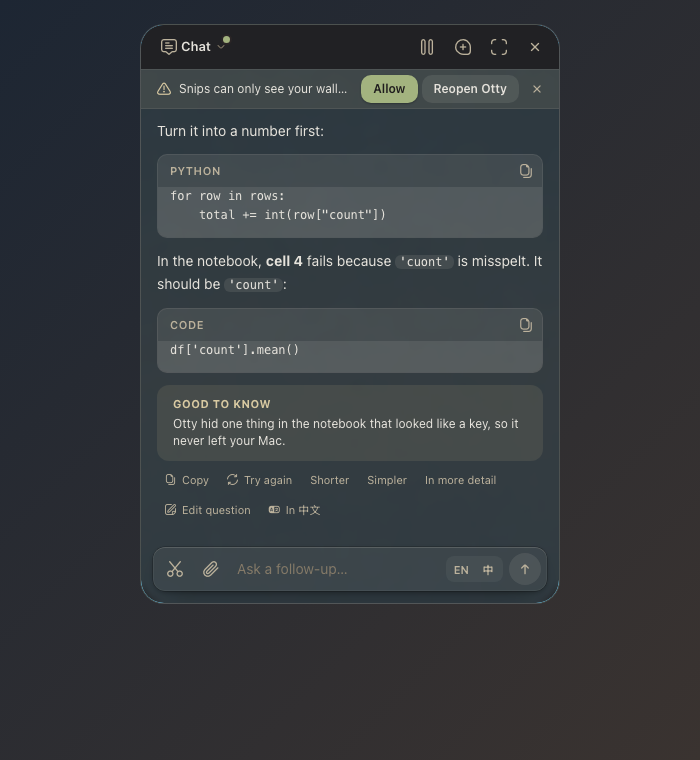 Chat
Snips can only see your wall...
Allow
Reopen Otty
Turn it into a number first:
PYTHON
for row in rows:
    total += int(row["count"])
In the notebook, cell 4 fails because 'cuont' is misspelt. It
should be 'count':
CODE
df['count'].mean()
GOOD TO KNOW
Otty hid one thing in the notebook that looked like a key, so it
never left your Mac.
Copy Try again Shorter Simpler In more detail
Edit question In 中文
Ask a follow-up...
EN 中